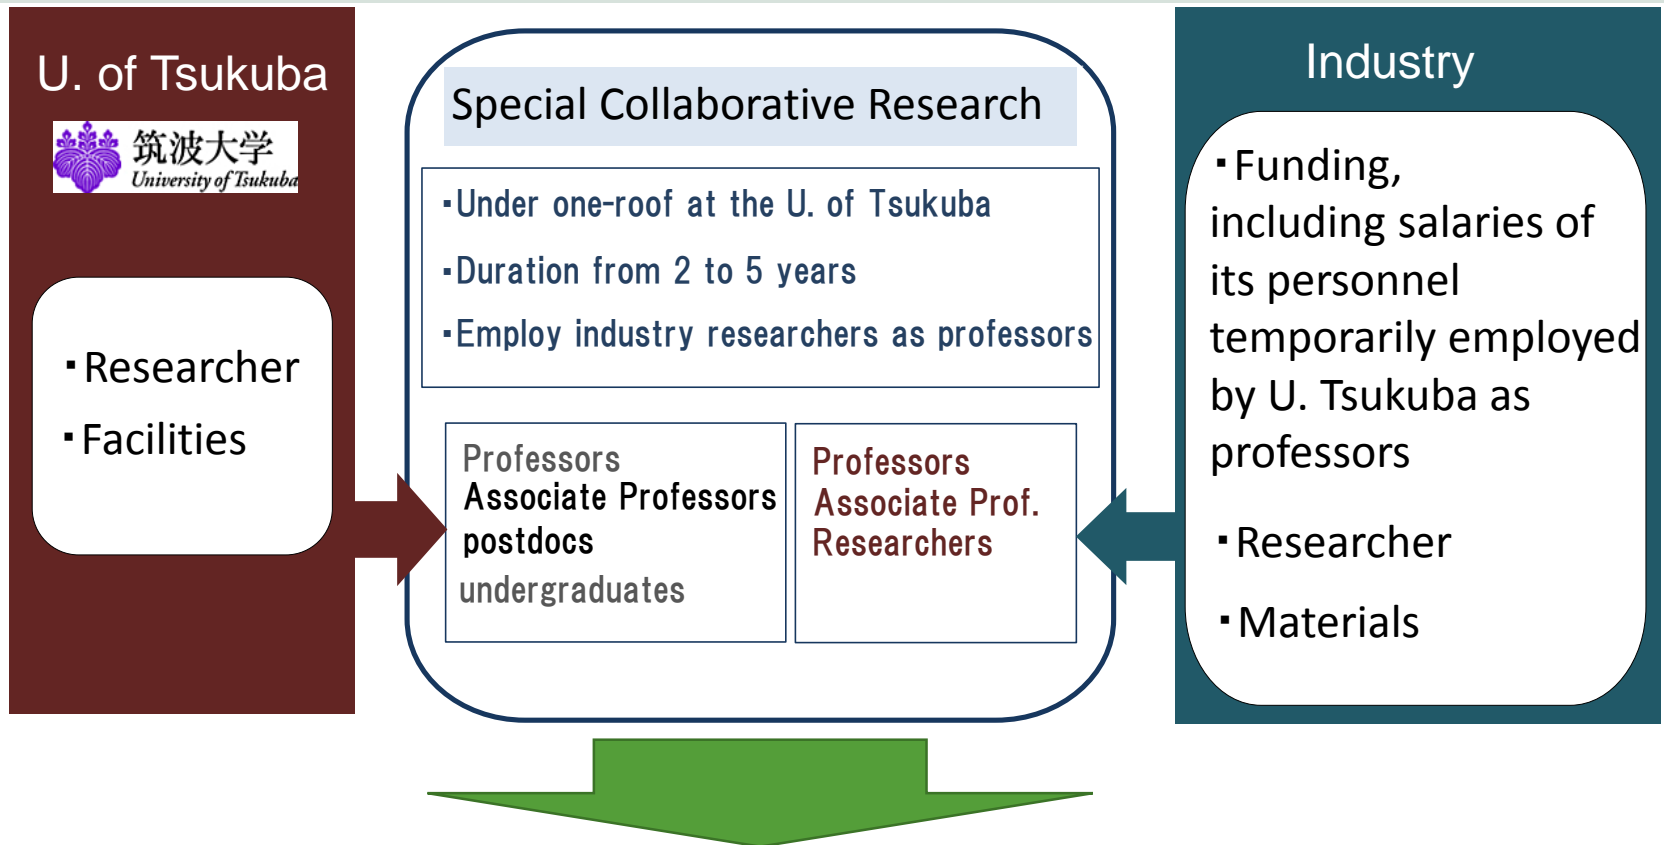 U. of Tsukuba
筑波大学
University of Tsukuba
・Researcher
・Facilities
Special Collaborative Research
・Under one-roof at the U. of Tsukuba
・Duration from 2 to 5 years
・Employ industry researchers as professors
Professors
Associate Professors
postdocs
undergraduates
Professors
Associate Prof.
Researchers
Industry
・Funding,
including salaries of
its personnel
temporarily employed
by U. Tsukuba as
professors
・Researcher
・Materials